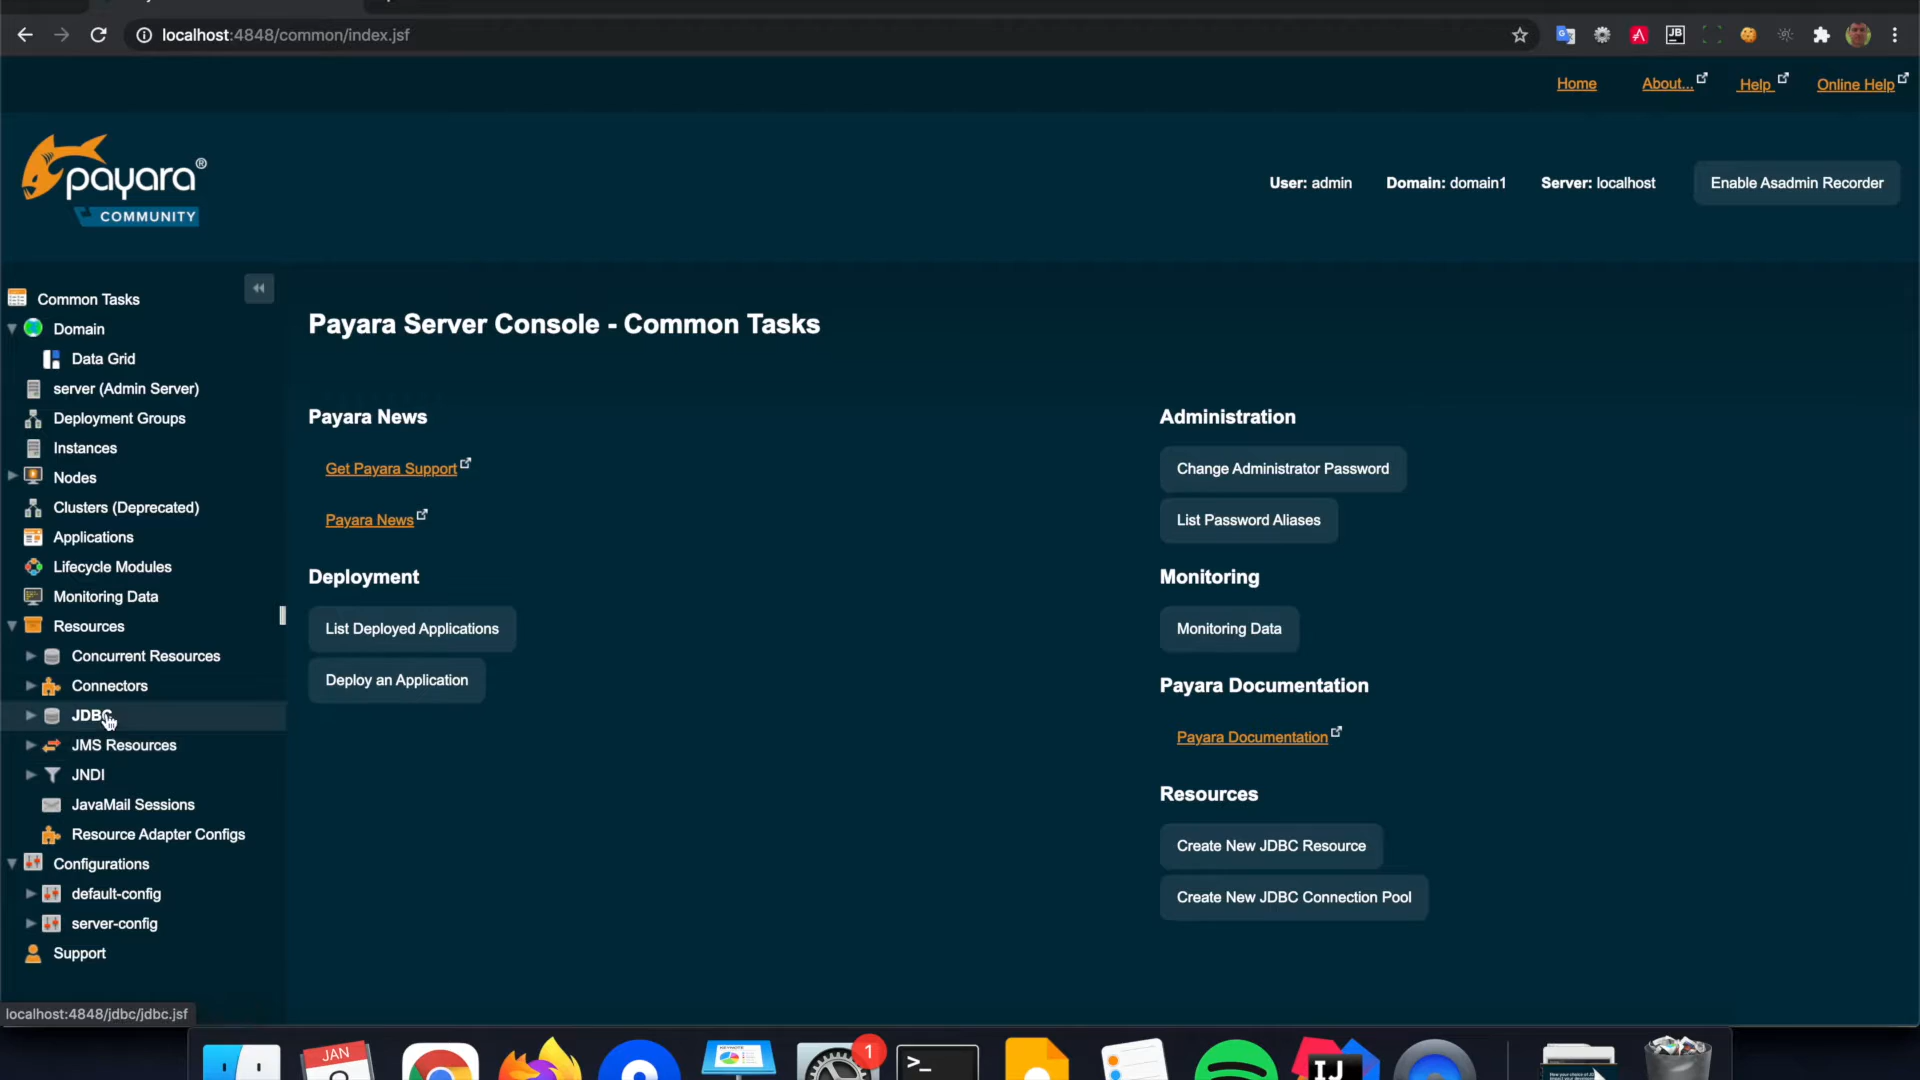 localhost:4848/common/index.jsf
Home About... Help Online Help
payara®
COMMUNITY
User: admin Domain: domain1 Server: localhost Enable Asadmin Recorder
Common Tasks
Domain
Data Grid
server (Admin Server)
Deployment Groups
Instances
Nodes
Clusters (Deprecated)
Applications
Lifecycle Modules
Monitoring Data
Resources
Concurrent Resources
Connectors
JDBC
JMS Resources
JNDI
JavaMail Sessions
Resource Adapter Configs
Configurations
default-config
server-config
Support
Payara Server Console - Common Tasks
Payara News
Get Payara Support
Payara News
Deployment
List Deployed Applications
Deploy an Application
Administration
Change Administrator Password
List Password Aliases
Monitoring
Monitoring Data
Payara Documentation
Payara Documentation
Resources
Create New JDBC Resource
Create New JDBC Connection Pool
localhost:4848/jdbc/jdbc.jsf
JAN
KEYNOTE
1
>_
IJ
JB